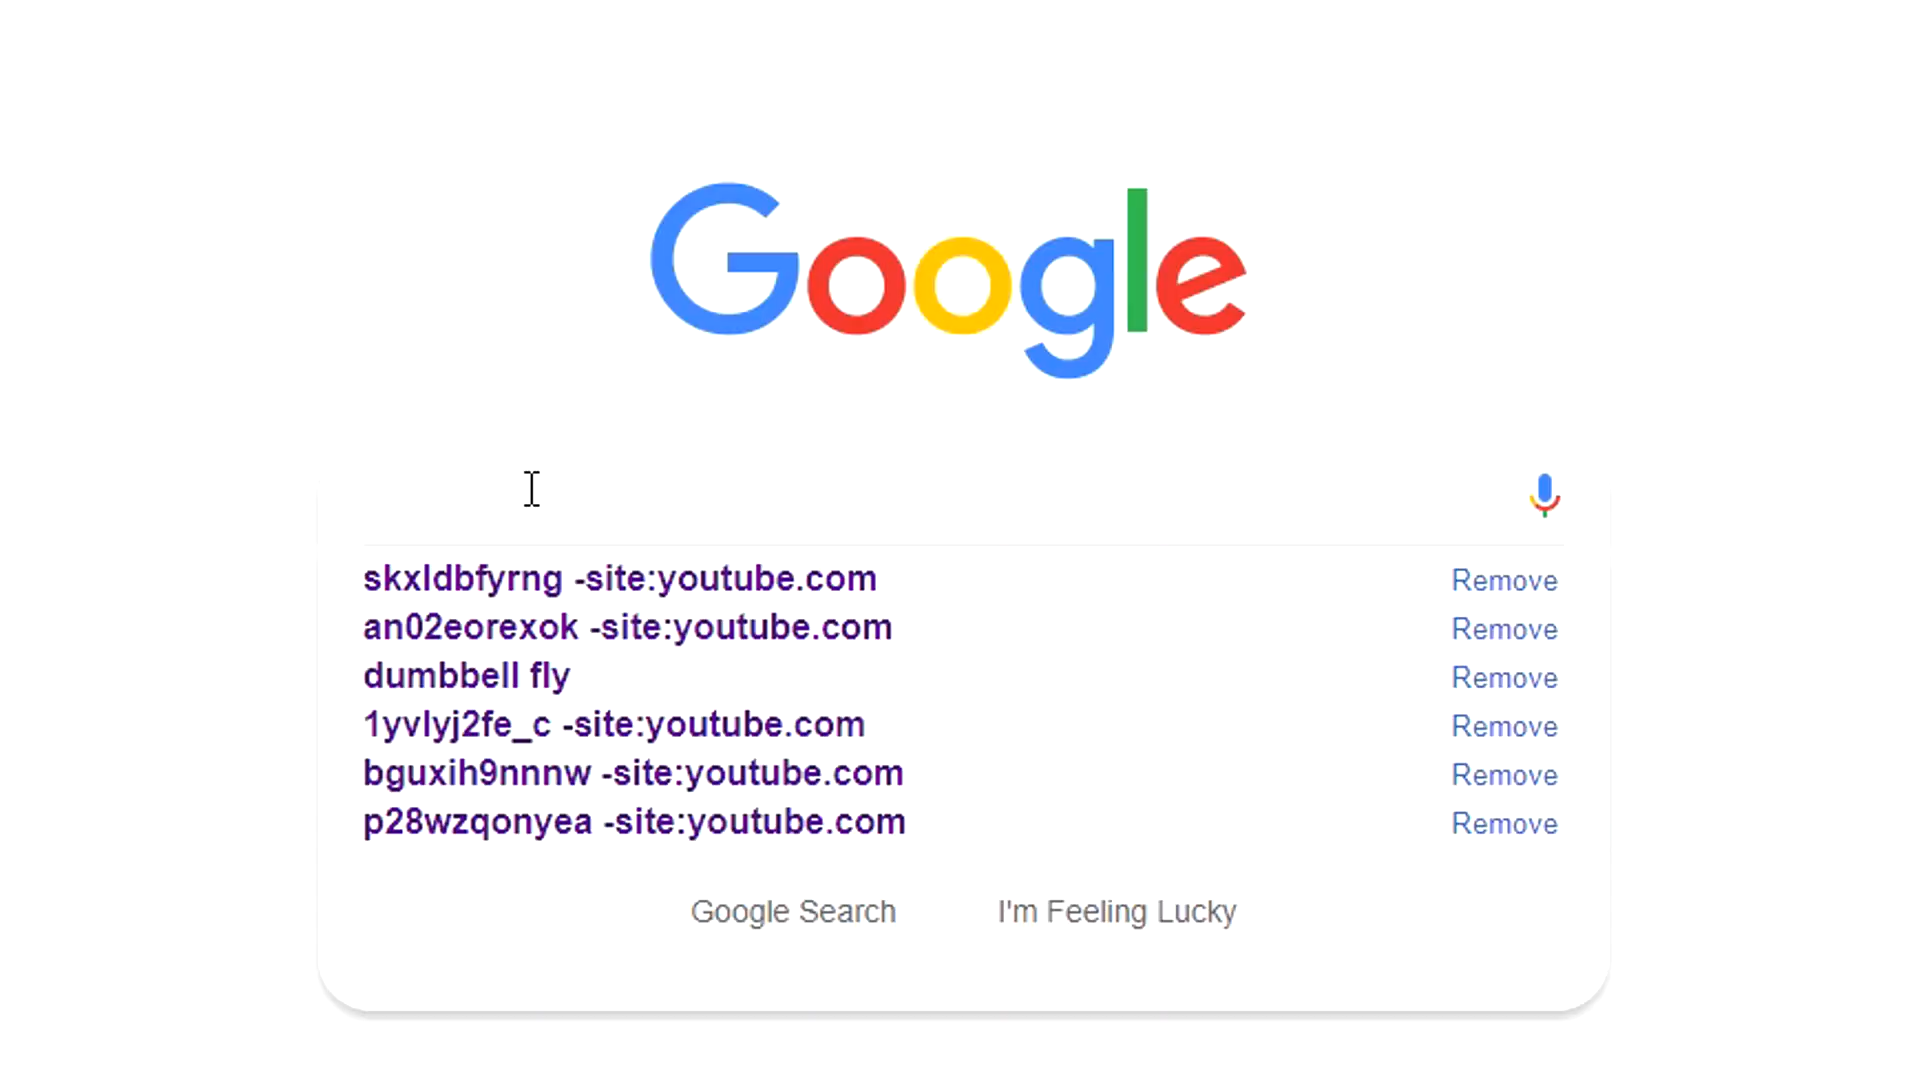 Google
skxldbfyrng -site:youtube.com Remove
an02eorexok -site:youtube.com Remove
dumbbell fly Remove
1yvlyj2fe_c -site:youtube.com Remove
bguxih9nnnw -site:youtube.com Remove
p28wzqonyea -site:youtube.com Remove
Google Search I'm Feeling Lucky